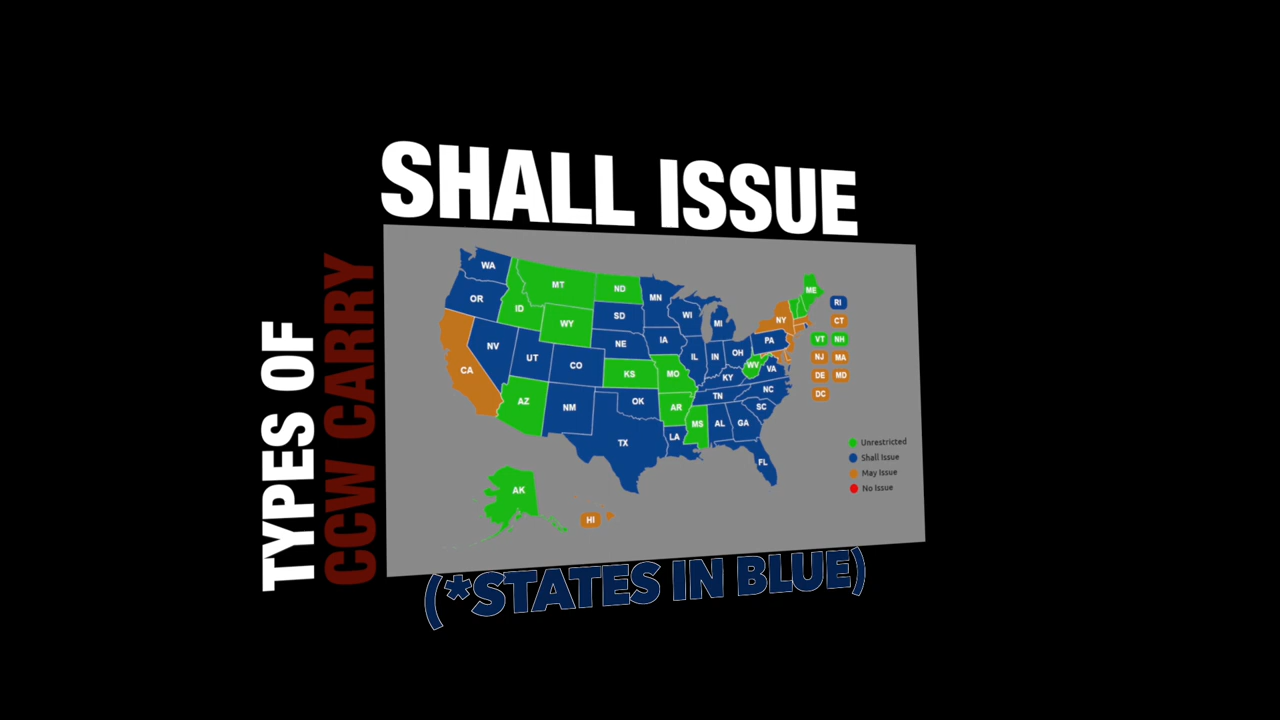 SHALL ISSUE
TYPES OF
CCW CARRY
WA
OR
CA
NV
ID
MT
WY
UT
AZ
CO
NM
ND
SD
NE
KS
OK
TX
MN
IA
MO
AR
LA
WI
IL
MS
MI
IN
OH
KY
TN
AL
GA
FL
SC
NC
VA
WV
PA
NY
ME
RI
CT
VT NH
NJ MA
DE MD
DC
AK
HI
Unrestricted
Shall Issue
May Issue
No Issue
(*STATES IN BLUE)